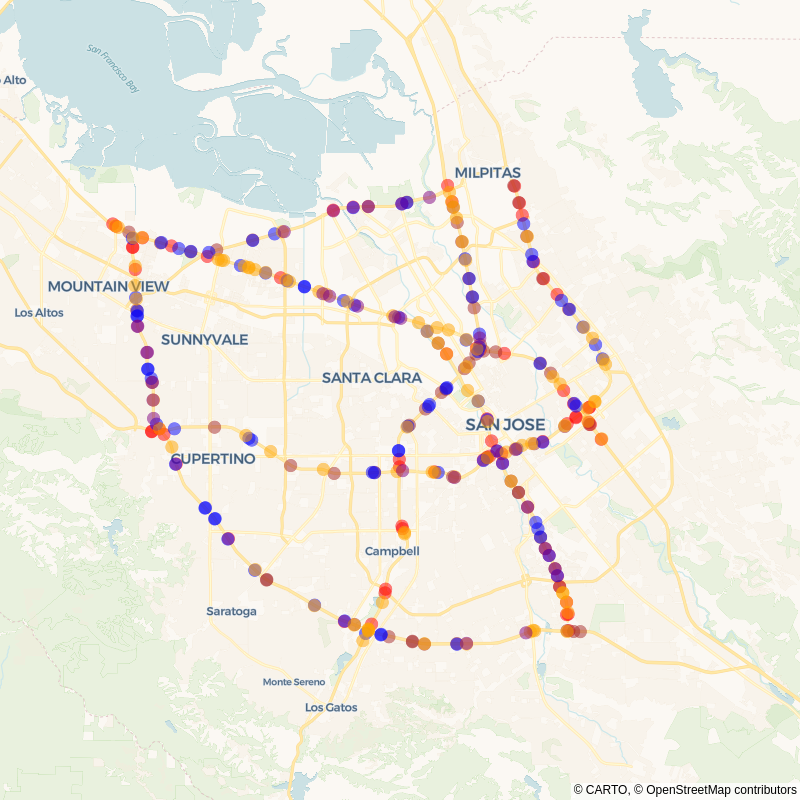 San Francisco Bay
o Alto
MILPITAS
MOUNTAIN VIEW
Los Altos
SUNNYVALE
SANTA CLARA
SAN JOSE
CUPERTINO
Campbell
Saratoga
Monte Sereno
Los Gatos
© CARTO, © OpenStreetMap contributors